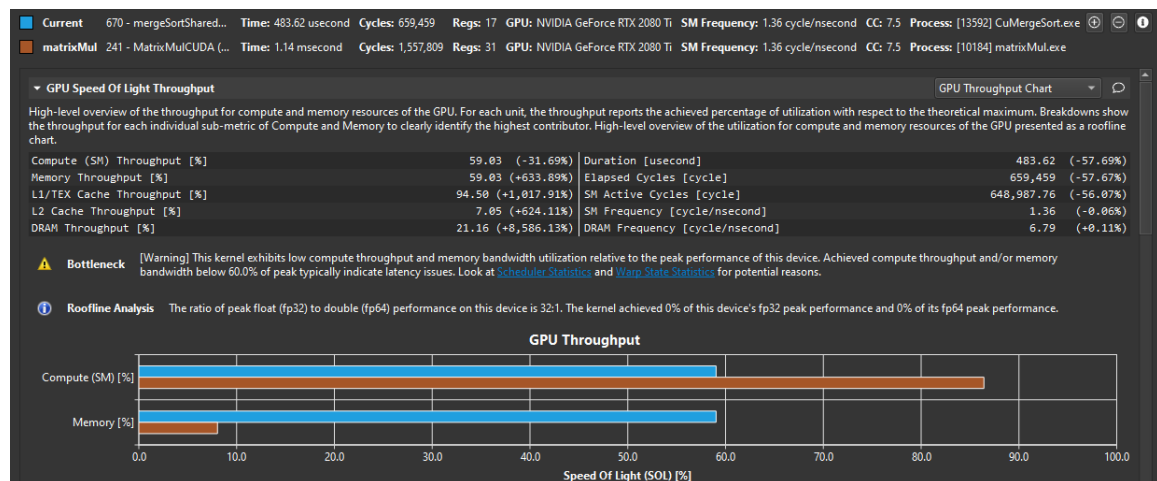 Current 670 - mergeSortShared... Time: 483.62 usecond Cycles: 659,459 Regs: 17 GPU: NVIDIA GeForce RTX 2080 Ti SM Frequency: 1.36 cycle/nsecond CC: 7.5 Process: [13592] CuMergeSort.exe
matrixMul 241 - MatrixMulCUDA (... Time: 1.14 msecond Cycles: 1,557,809 Regs: 31 GPU: NVIDIA GeForce RTX 2080 Ti SM Frequency: 1.36 cycle/nsecond CC: 7.5 Process: [10184] matrixMul.exe
GPU Speed Of Light Throughput GPU Throughput Chart
High-level overview of the throughput for compute and memory resources of the GPU. For each unit, the throughput reports the achieved percentage of utilization with respect to the theoretical maximum. Breakdowns show
the throughput for each individual sub-metric of Compute and Memory to clearly identify the highest contributor. High-level overview of the utilization for compute and memory resources of the GPU presented as a roofline
chart.
Compute (SM) Throughput [%] 59.03 (-31.69%) Duration [usecond] 483.62 (-57.69%)
Memory Throughput [%] 59.03 (+633.89%) Elapsed Cycles [cycle] 659,459 (-57.67%)
L1/TEX Cache Throughput [%] 94.50 (+1,017.91%) SM Active Cycles [cycle] 648,987.76 (-56.07%)
L2 Cache Throughput [%] 7.05 (+624.11%) SM Frequency [cycle/nsecond] 1.36 (-0.06%)
DRAM Throughput [%] 21.16 (+8,586.13%) DRAM Frequency [cycle/nsecond] 6.79 (+0.11%)
Bottleneck [Warning] This kernel exhibits low compute throughput and memory bandwidth utilization relative to the peak performance of this device. Achieved compute throughput and/or memory
bandwidth below 60.0% of peak typically indicate latency issues. Look at Scheduler Statistics and Warp State Statistics for potential reasons.
Roofline Analysis The ratio of peak float (fp32) to double (fp64) performance on this device is 32:1. The kernel achieved 0% of this device's fp32 peak performance and 0% of its fp64 peak performance.
GPU Throughput
Compute (SM) [%]
Memory [%]
0.0 10.0 20.0 30.0 40.0 50.0 60.0 70.0 80.0 90.0 100.0
Speed Of Light (SOL) [%]